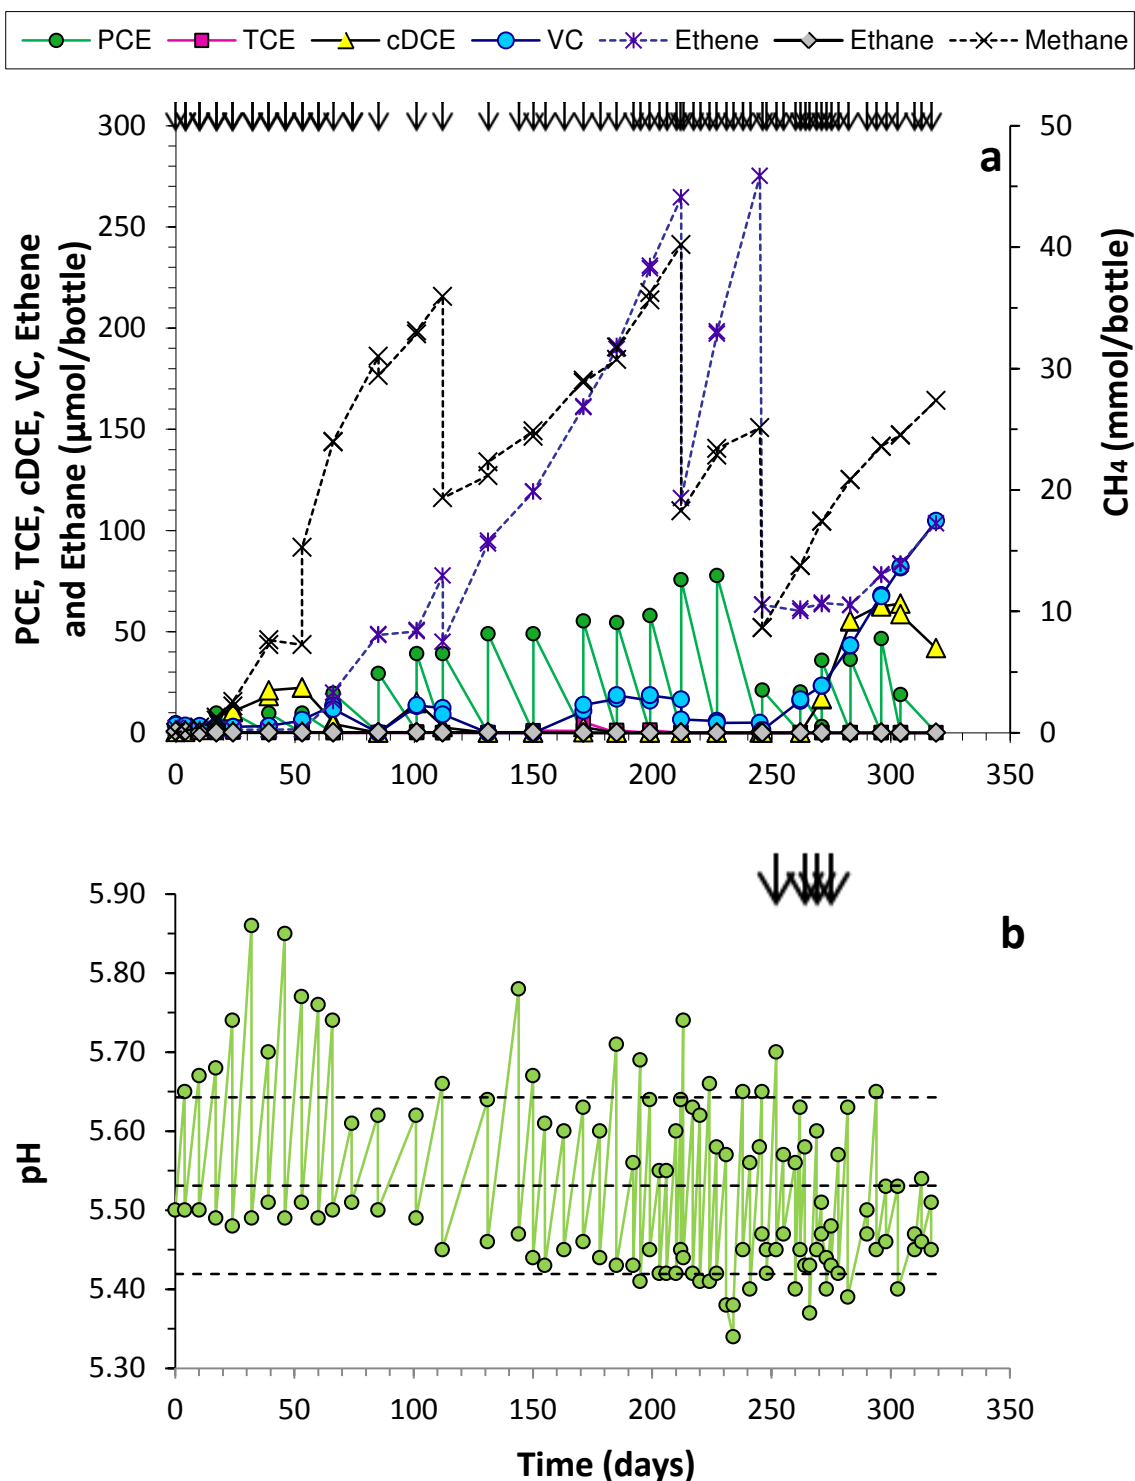 PCE TCE cDCE VC Ethene Ethane Methane
a
PCE, TCE, cDCE, VC, Ethene
and Ethane (µmol/bottle)
300
250
200
150
100
50
0
CH4 (mmol/bottle)
50
40
30
20
10
0
0 50 100 150 200 250 300 350
b
pH
5.90
5.80
5.70
5.60
5.50
5.40
5.30
0 50 100 150 200 250 300 350
Time (days)